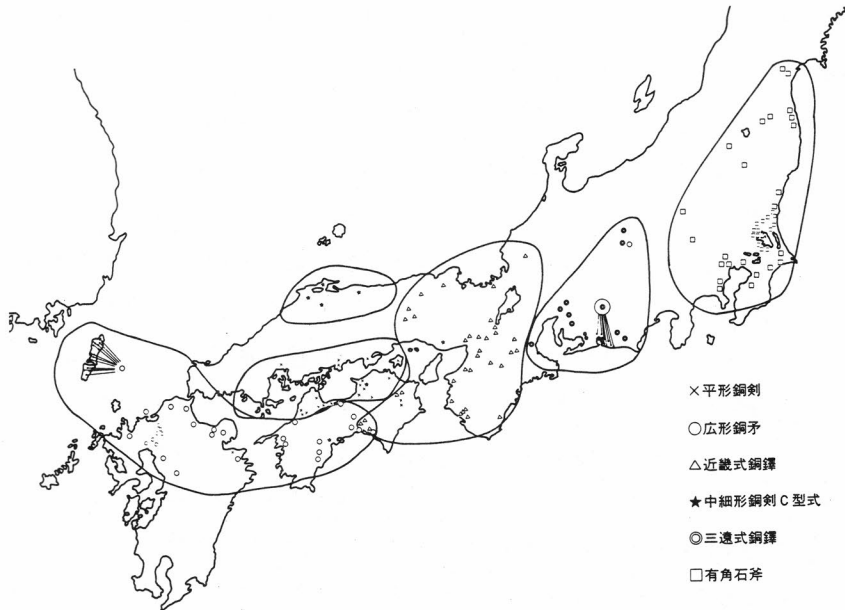 ×平形銅剣
○広形銅矛
△近畿式銅鐸
★中細形銅剣C型式
◎三遠式銅鐸
□有角石斧